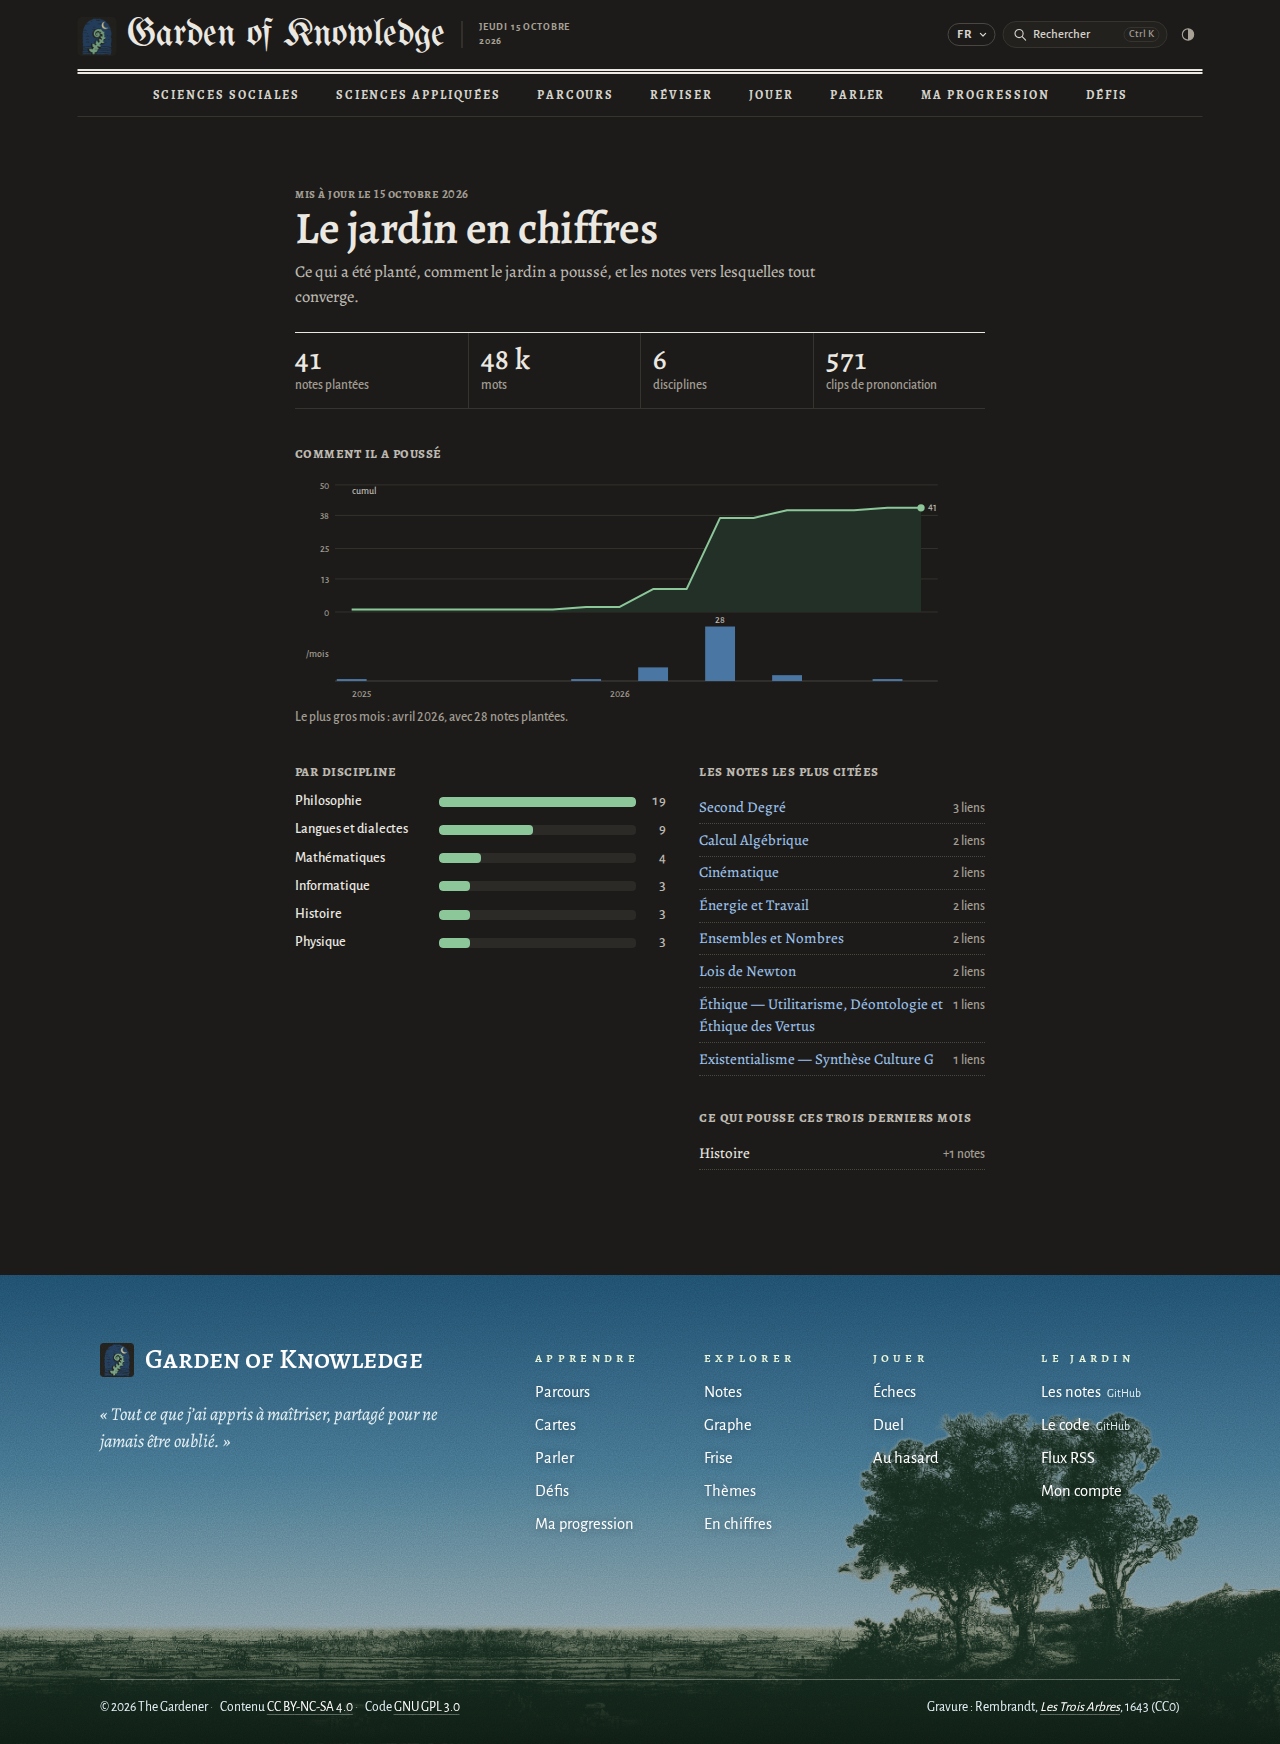 Garden of Knowledge
JEUDI 15 OCTOBRE
2026
FR
Rechercher
Ctrl K
SCIENCES SOCIALES
SCIENCES APPLIQUÉES
PARCOURS
RÉVISER
JOUER
PARLER
MA PROGRESSION
DÉFIS
MIS À JOUR LE 15 OCTOBRE 2026
Le jardin en chiffres
Ce qui a été planté, comment le jardin a poussé, et les notes vers lesquelles tout
converge.
41
notes plantées
48 k
mots
6
disciplines
571
clips de prononciation
COMMENT IL A POUSSÉ
50
cumul
38
25
13
0
41
28
/mois
2025
2026
Le plus gros mois : avril 2026, avec 28 notes plantées.
PAR DISCIPLINE
Philosophie 19
Langues et dialectes 9
Mathématiques 4
Informatique 3
Histoire 3
Physique 3
LES NOTES LES PLUS CITÉES
Second Degré 3 liens
Calcul Algébrique 2 liens
Cinématique 2 liens
Énergie et Travail 2 liens
Ensembles et Nombres 2 liens
Lois de Newton 2 liens
Éthique — Utilitarisme, Déontologie et 1 liens
Éthique des Vertus
Existentialisme — Synthèse Culture G 1 liens
CE QUI POUSSE CES TROIS DERNIERS MOIS
Histoire +1 notes
GARDEN OF KNOWLEDGE
« Tout ce que j’ai appris à maîtriser, partagé pour ne
jamais être oublié. »
APPRENDRE
Parcours
Cartes
Parler
Défis
Ma progression
EXPLORER
Notes
Graphe
Frise
Thèmes
En chiffres
JOUER
Échecs
Duel
Au hasard
LE JARDIN
Les notes GitHub
Le code GitHub
Flux RSS
Mon compte
© 2026 The Gardener · Contenu CC BY-NC-SA 4.0 · Code GNU GPL 3.0
Gravure : Rembrandt, Les Trois Arbres, 1643 (CC0)